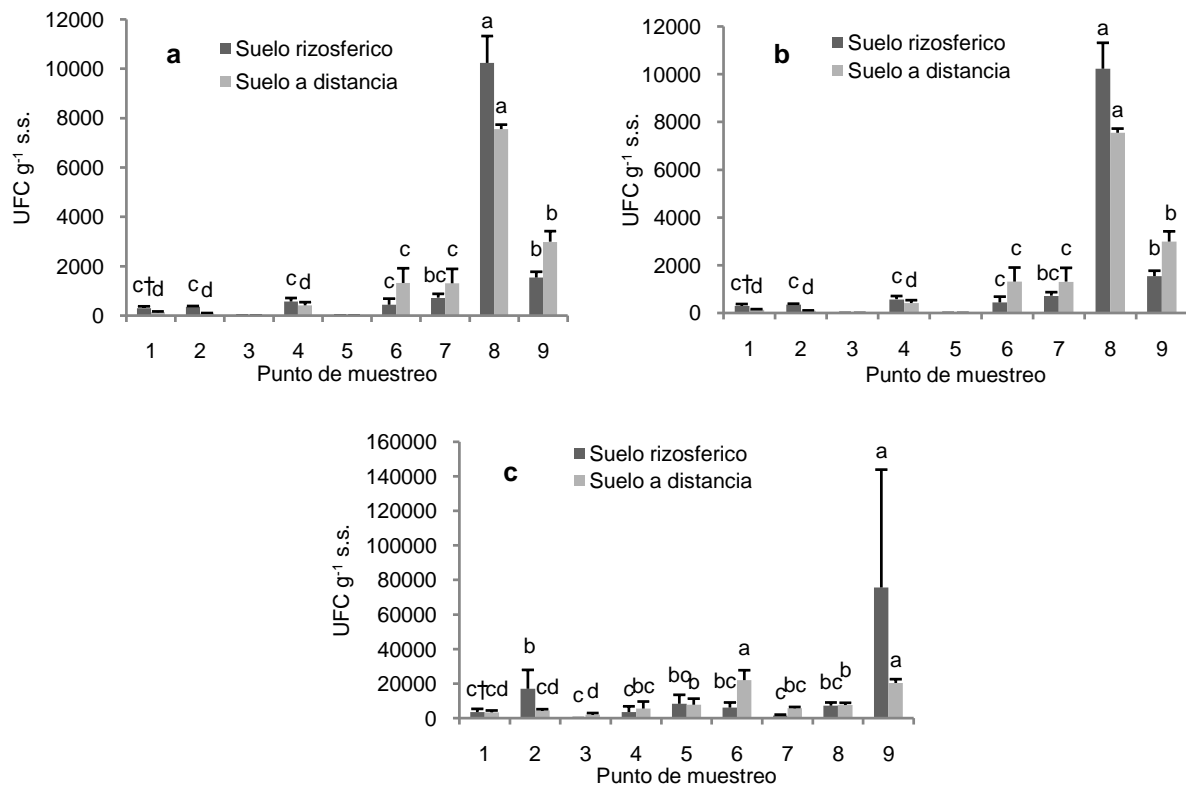 a
Suelo rizosferico
Suelo a distancia
UFC g-1 s.s.
12000
10000
8000
6000
4000
2000
0
c†d
c d
c d
c c
bc c
a a
b b
1 2 3 4 5 6 7 8 9
Punto de muestreo
b
Suelo rizosferico
Suelo a distancia
UFC g-1 s.s.
12000
10000
8000
6000
4000
2000
0
c†d
c d
c d
c c
bc c
a a
b b
1 2 3 4 5 6 7 8 9
Punto de muestreo
c
Suelo rizosferico
Suelo a distancia
UFC g-1 s.s.
160000
140000
120000
100000
80000
60000
40000
20000
0
c†cd
b cd
c d
c bc
bc b
bc a
c bc
bc b
a a
1 2 3 4 5 6 7 8 9
Punto de muestreo